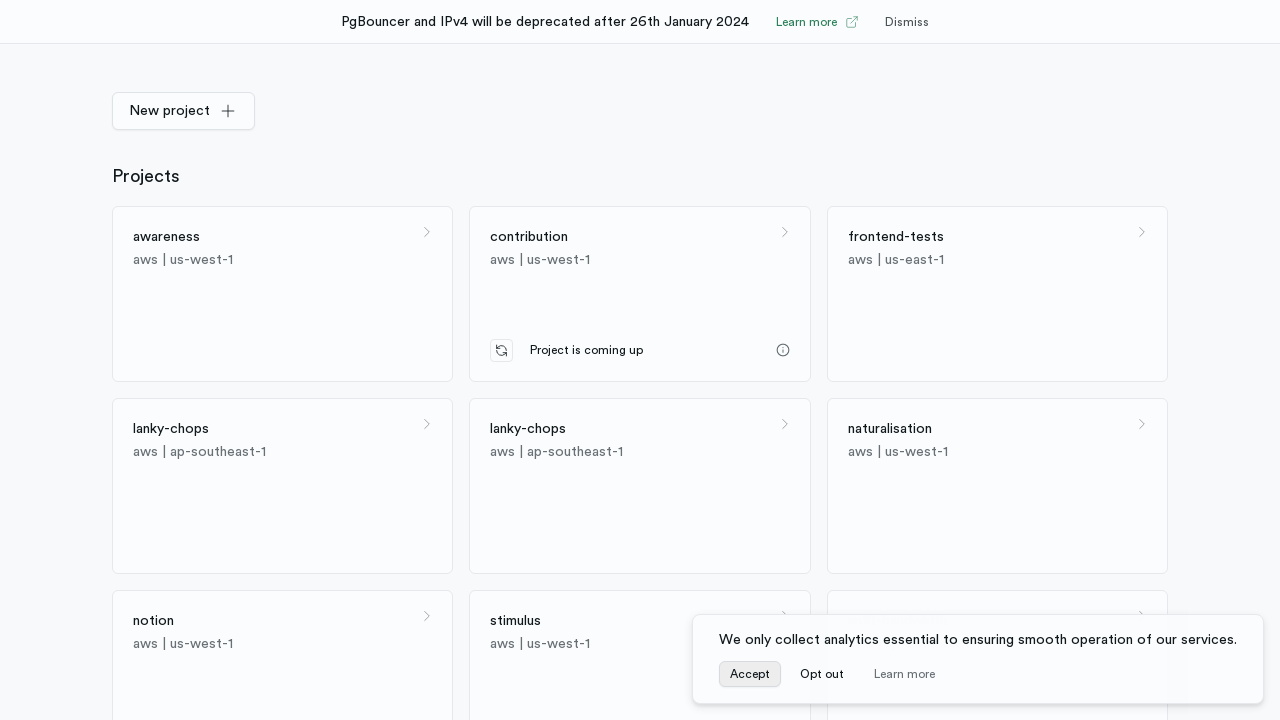 PgBouncer and IPv4 will be deprecated after 26th January 2024 Learn more Dismiss
New project
Projects
awareness
aws | us-west-1
contribution
aws | us-west-1
Project is coming up
frontend-tests
aws | us-east-1
lanky-chops
aws | ap-southeast-1
lanky-chops
aws | ap-southeast-1
naturalisation
aws | us-west-1
notion
aws | us-west-1
stimulus
aws | us-west-1
We only collect analytics essential to ensuring smooth operation of our services.
Accept Opt out Learn more